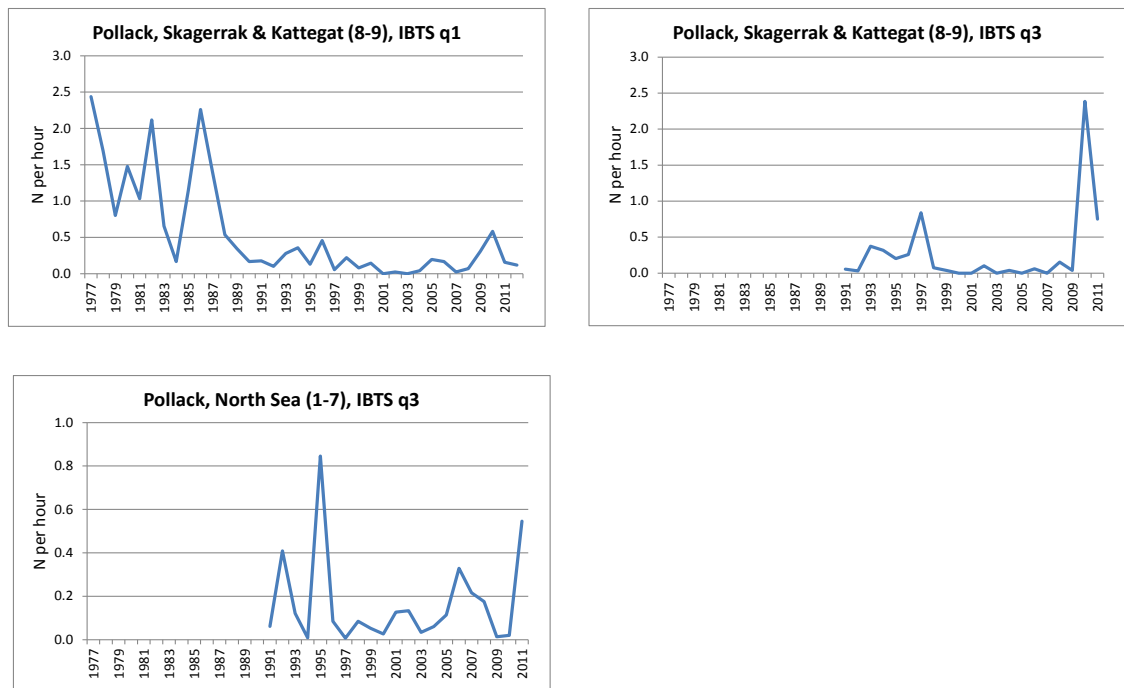 Pollack, Skagerrak & Kattegat (8-9), IBTS q1
N per hour
3.0
2.5
2.0
1.5
1.0
0.5
0.0
1977 1979 1981 1983 1985 1987 1989 1991 1993 1995 1997 1999 2001 2003 2005 2007 2009 2011
Pollack, Skagerrak & Kattegat (8-9), IBTS q3
N per hour
3.0
2.5
2.0
1.5
1.0
0.5
0.0
1977 1979 1981 1983 1985 1987 1989 1991 1993 1995 1997 1999 2001 2003 2005 2007 2009 2011
Pollack, North Sea (1-7), IBTS q3
N per hour
1.0
0.8
0.6
0.4
0.2
0.0
1977 1979 1981 1983 1985 1987 1989 1991 1993 1995 1997 1999 2001 2003 2005 2007 2009 2011